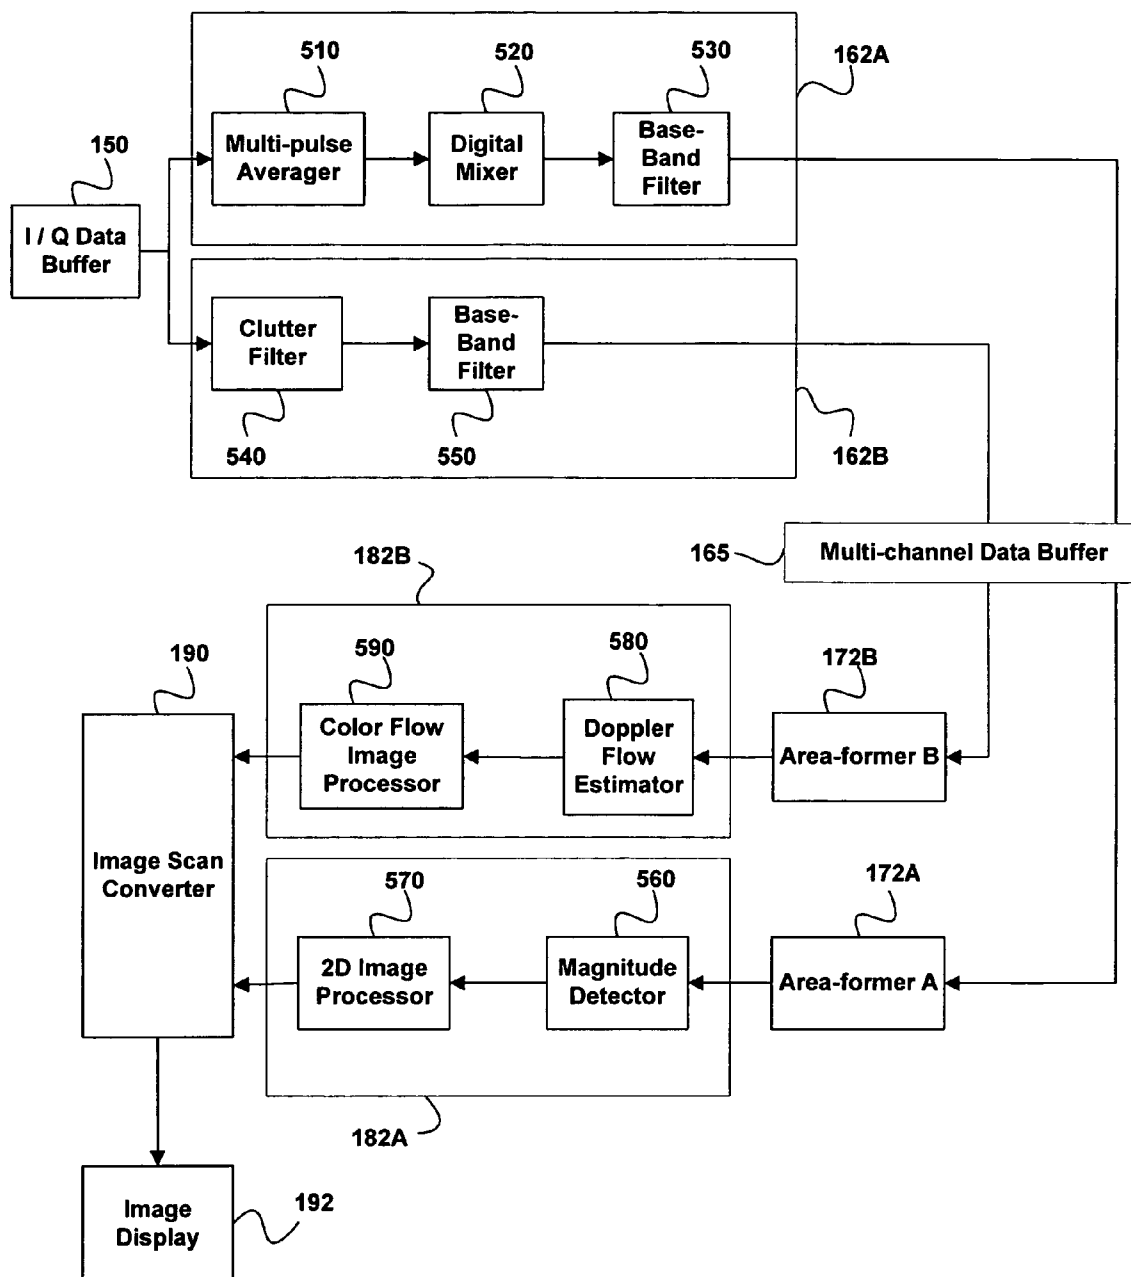 510
520
530
162A
150
Multi-pulse
Averager
Digital
Mixer
Base-
Band
Filter
I / Q Data
Buffer
Clutter
Filter
Base-
Band
Filter
540
550
162B
182B
165
Multi-channel Data Buffer
190
590
580
172B
Color Flow
Image
Processor
Doppler
Flow
Estimator
Area-former B
Image Scan
Converter
570
560
172A
2D Image
Processor
Magnitude
Detector
Area-former A
182A
Image
Display
192